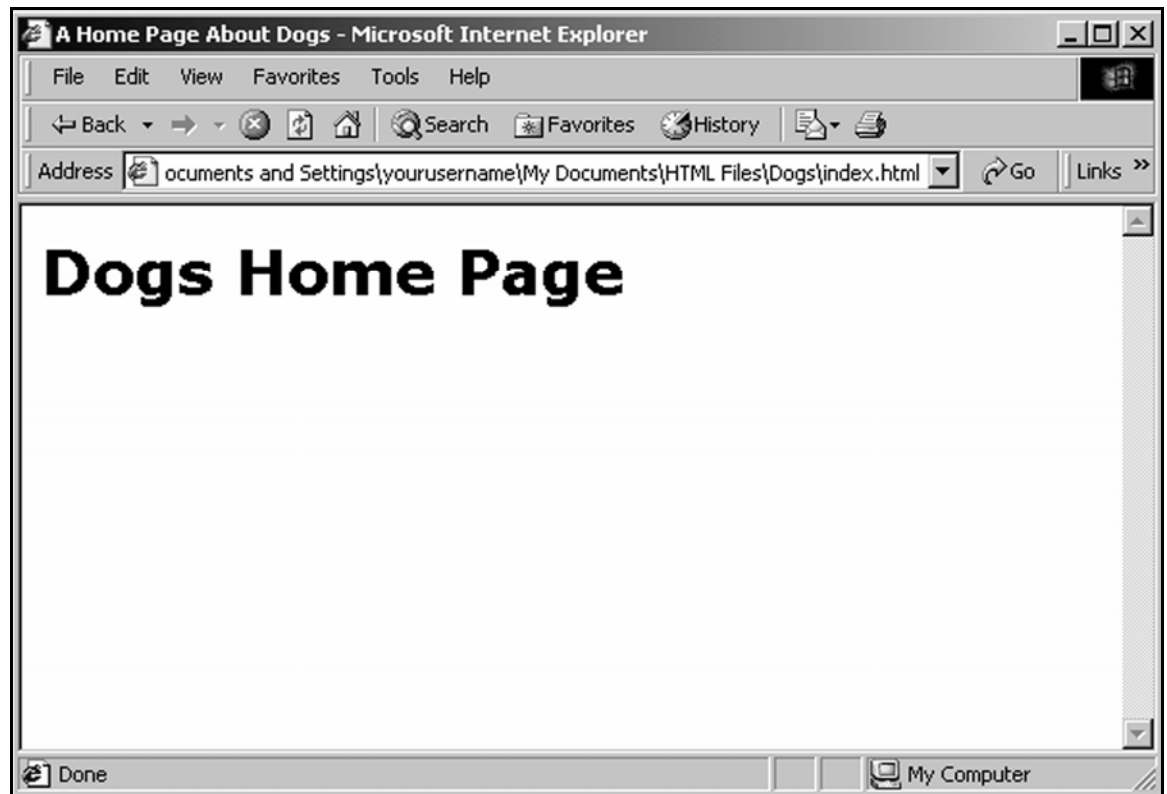 A Home Page About Dogs - Microsoft Internet Explorer
File Edit View Favorites Tools Help
Back Search Favorites History
Address ocuments and Settings\yourusername\My Documents\HTML Files\Dogs\index.html Go Links »
Dogs Home Page
Done My Computer